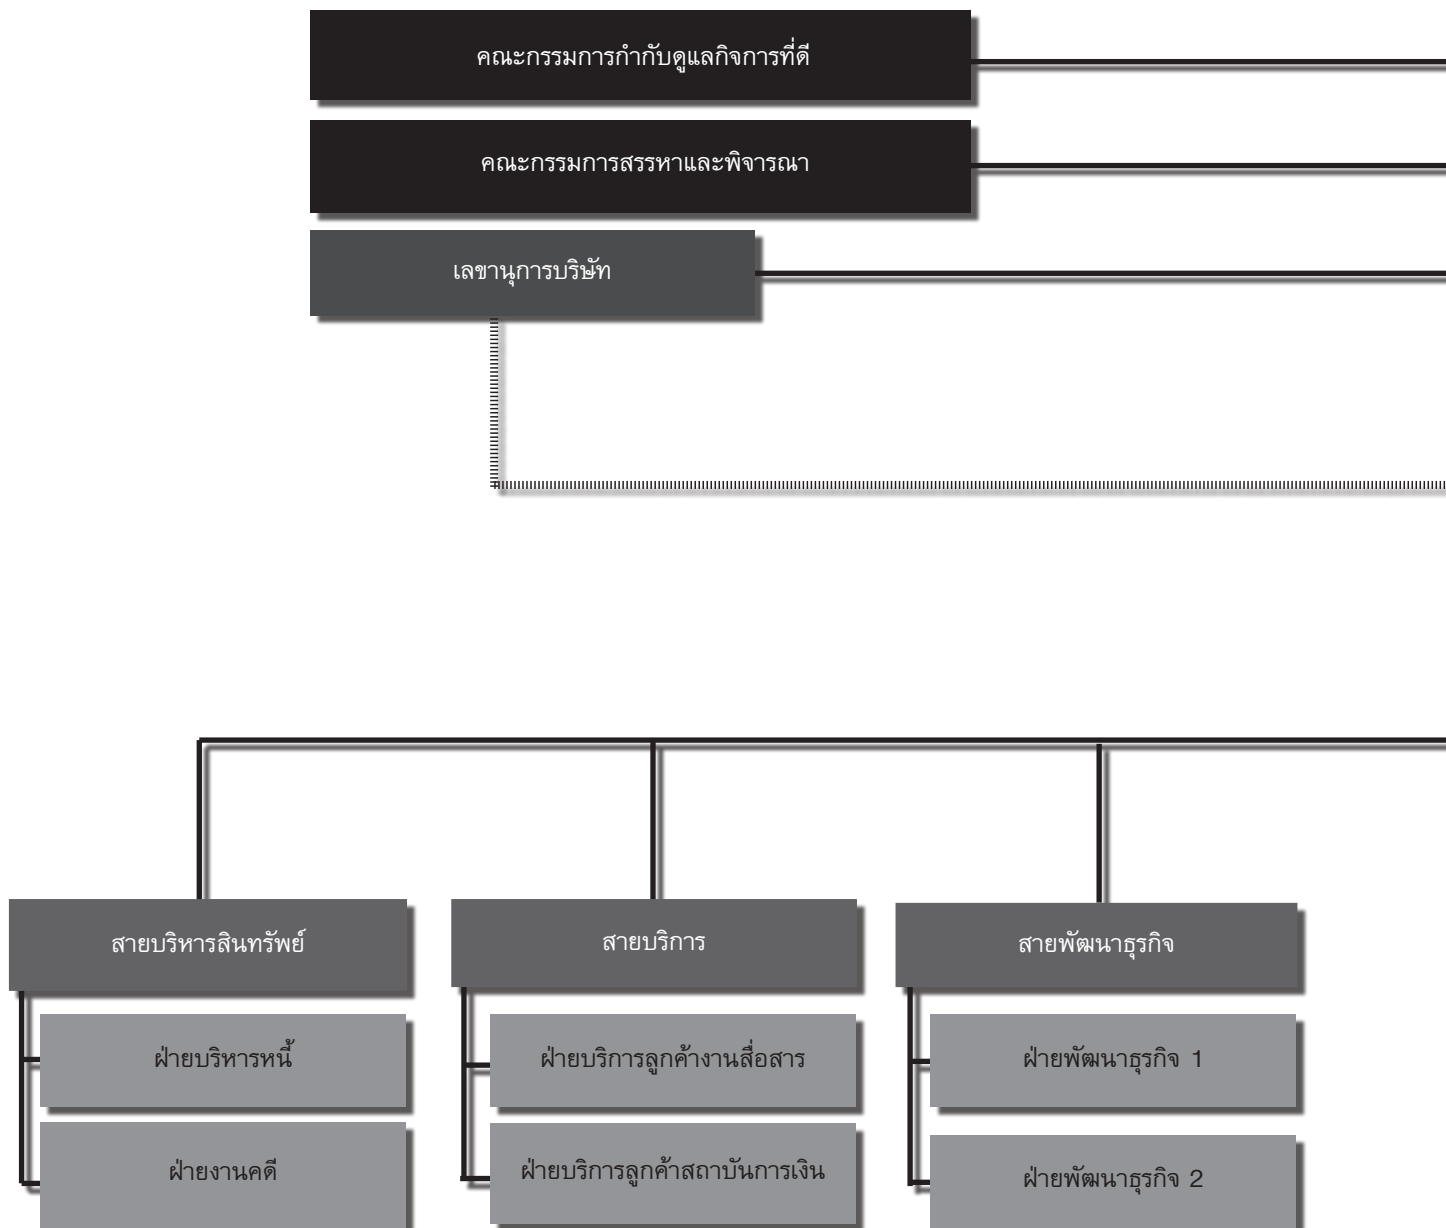 คณะกรรมการกำกับดูแลกิจการที่ดี
คณะกรรมการสรรหาและพิจารณา
เลขานุการบริษัท
สายบริหารสินทรัพย์
สายบริการ
สายพัฒนาธุรกิจ
ฝ่ายบริหารหนี้
ฝ่ายบริการลูกค้างานสื่อสาร
ฝ่ายพัฒนาธุรกิจ 1
ฝ่ายงานคดี
ฝ่ายบริการลูกค้าสถาบันการเงิน
ฝ่ายพัฒนาธุรกิจ 2